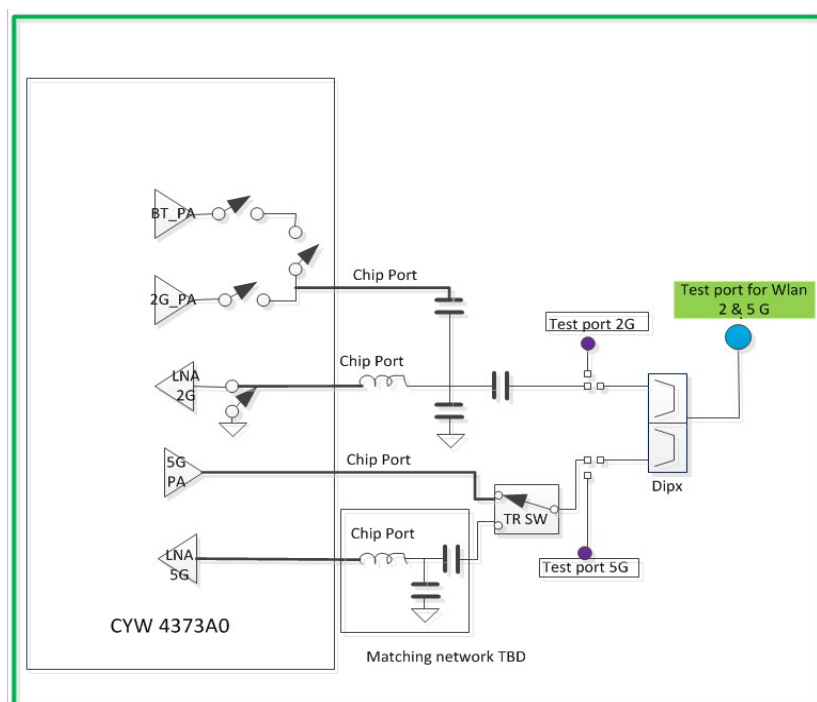 BT_PA
2G_PA
Chip Port
Test port for Wlan
2 & 5 G
Test port 2G
Chip Port
LNA
2G
5G
PA
Chip Port
Dipx
TR SW
Chip Port
LNA
5G
Test port 5G
CYW 4373A0
Matching network TBD